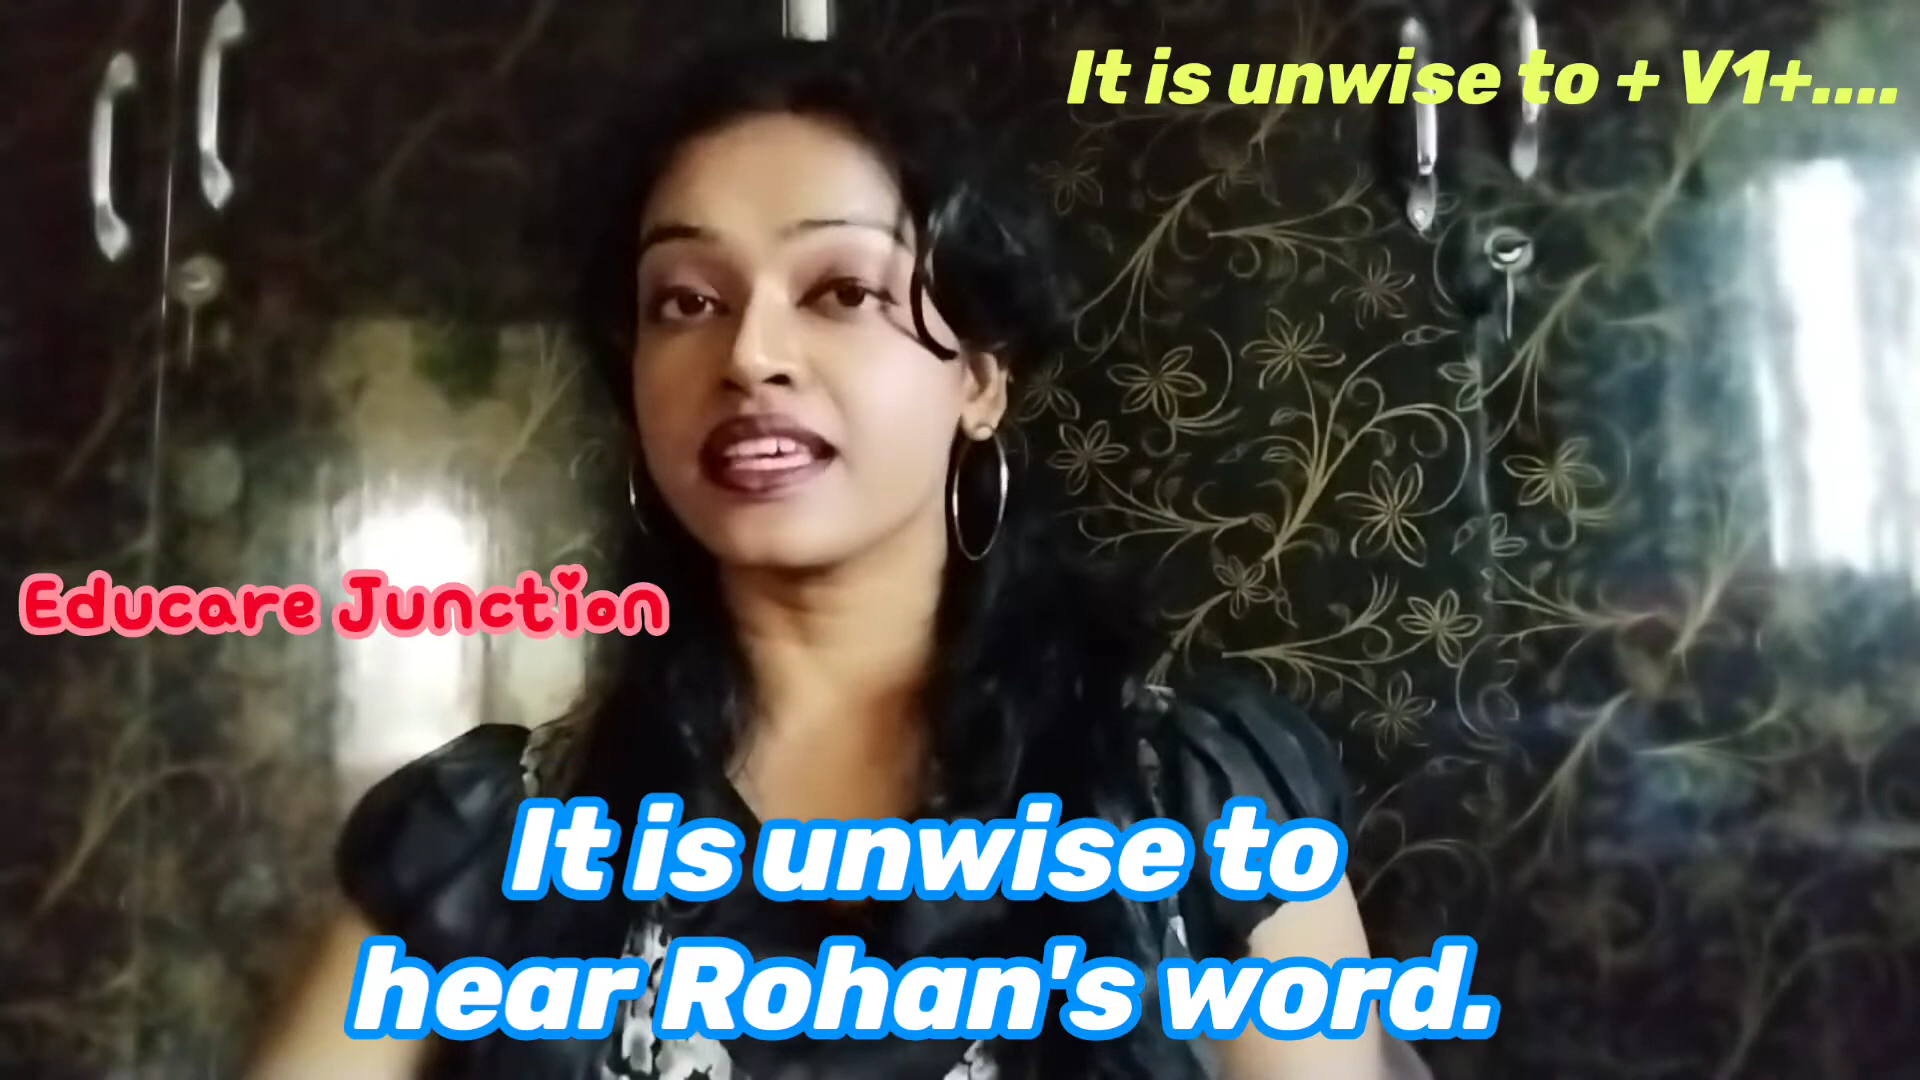 It is unwise to + V1+....
Educare Junction
It is unwise to
hear Rohan's word.